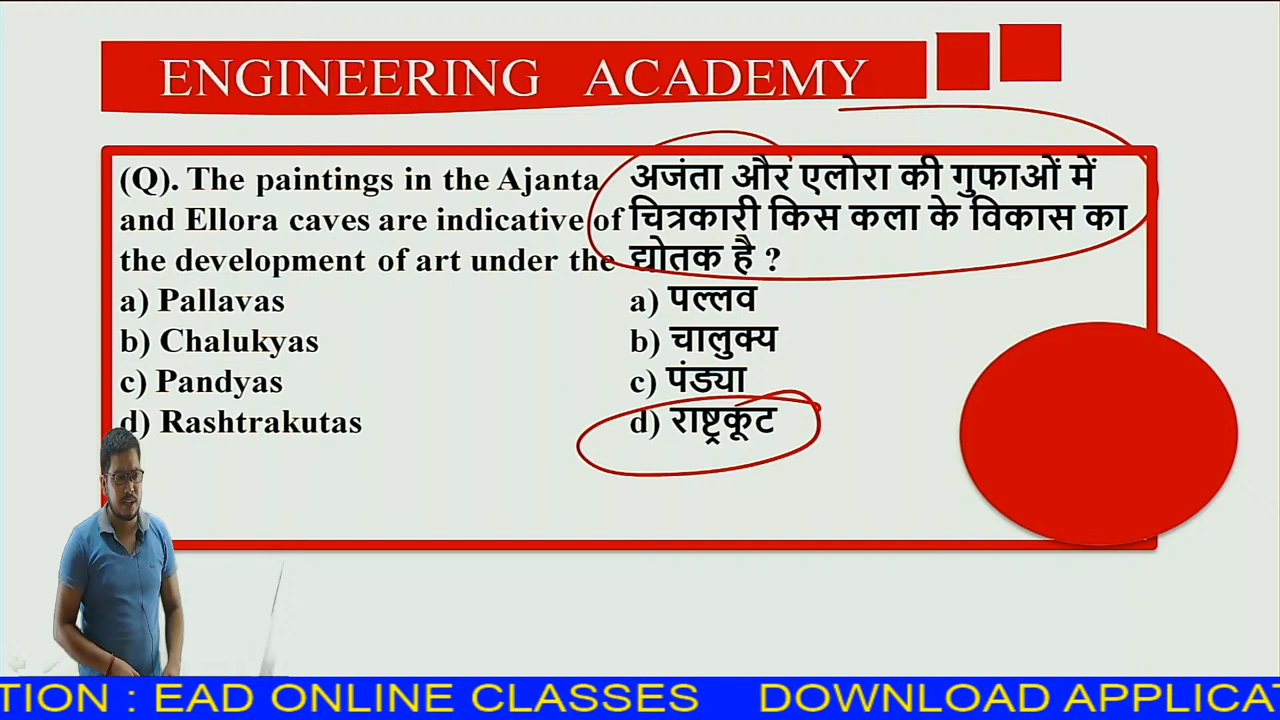 ENGINEERING ACADEMY
(Q). The paintings in the Ajanta
and Ellora caves are indicative of
the development of art under the
a) Pallavas
b) Chalukyas
c) Pandyas
d) Rashtrakutas
अजंता और एलोरा की गुफाओं में
चित्रकारी किस कला के विकास का
द्योतक है ?
a) पल्लव
b) चालुक्य
c) पंड्या
d) राष्ट्रकूट
TION : EAD ONLINE CLASSES DOWNLOAD APPLICAT